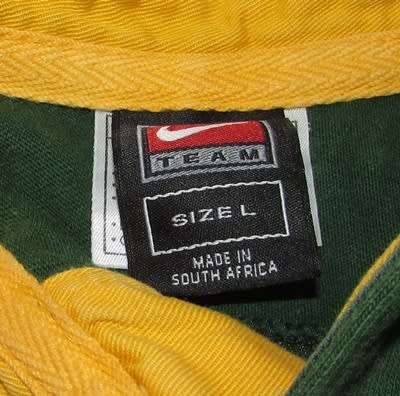 TEAM
SIZE L
MADE IN
SOUTH AFRICA